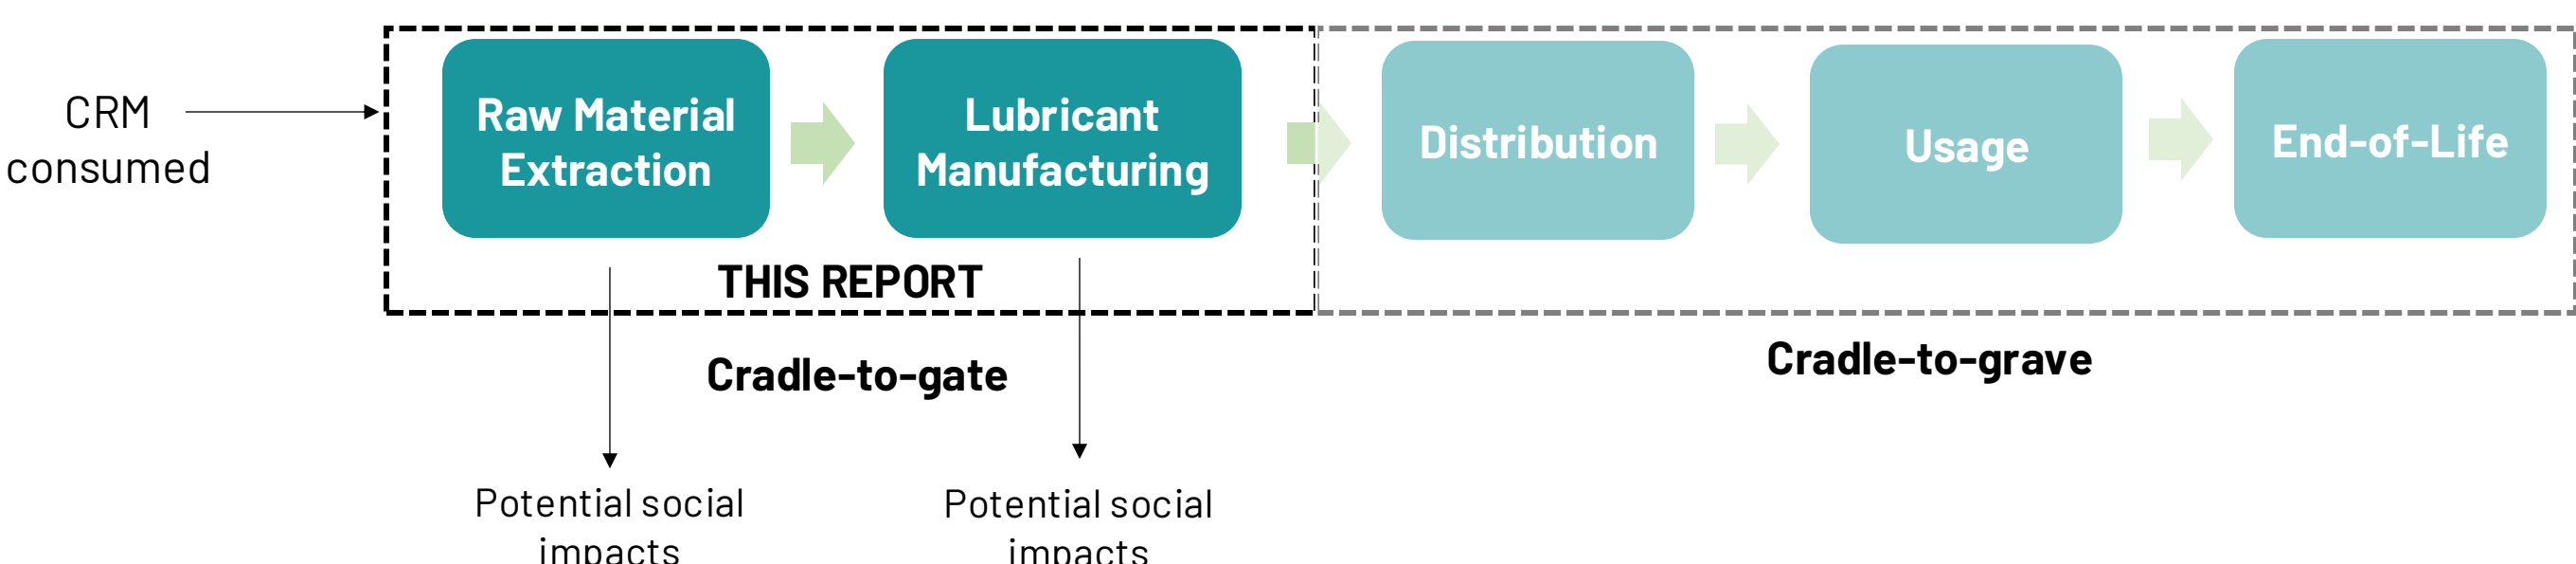 CRM
consumed
Raw Material
Extraction
Lubricant
Manufacturing
Distribution
Usage
End-of-Life
THIS REPORT
Cradle-to-gate
Cradle-to-grave
Potential social
impacts
Potential social
impacts